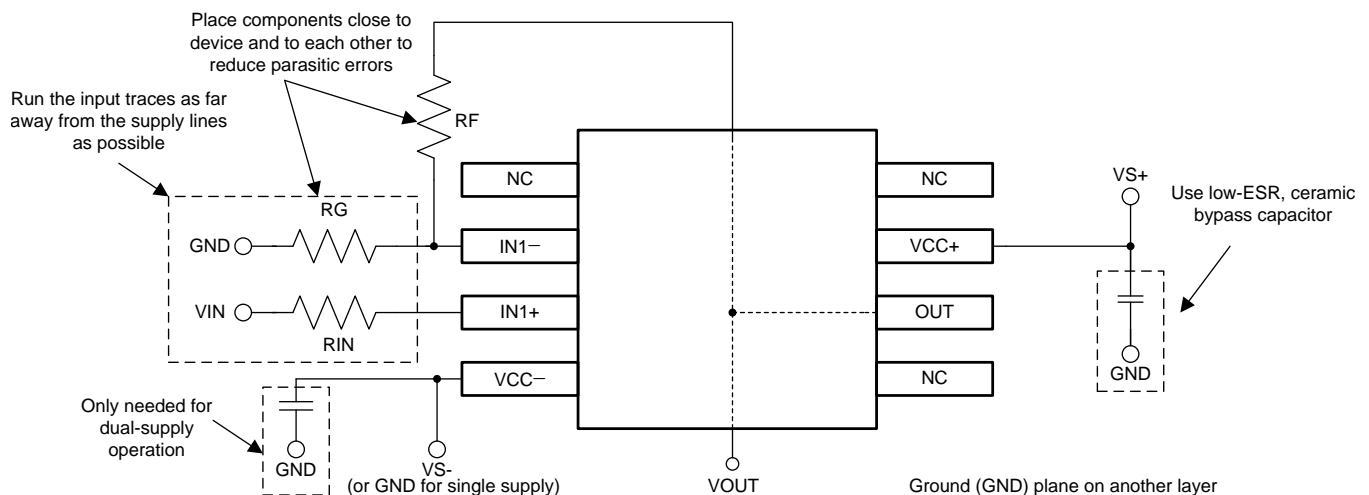 Place components close to
device and to each other to
reduce parasitic errors
Run the input traces as far
away from the supply lines
as possible
RF
NC
NC
VS+
Use low-ESR, ceramic
bypass capacitor
RG
GND
IN1−
VCC+
VIN
IN1+
OUT
RIN
VCC−
NC
GND
Only needed for
dual-supply
operation
GND
VS-
(or GND for single supply)
VOUT
Ground (GND) plane on another layer